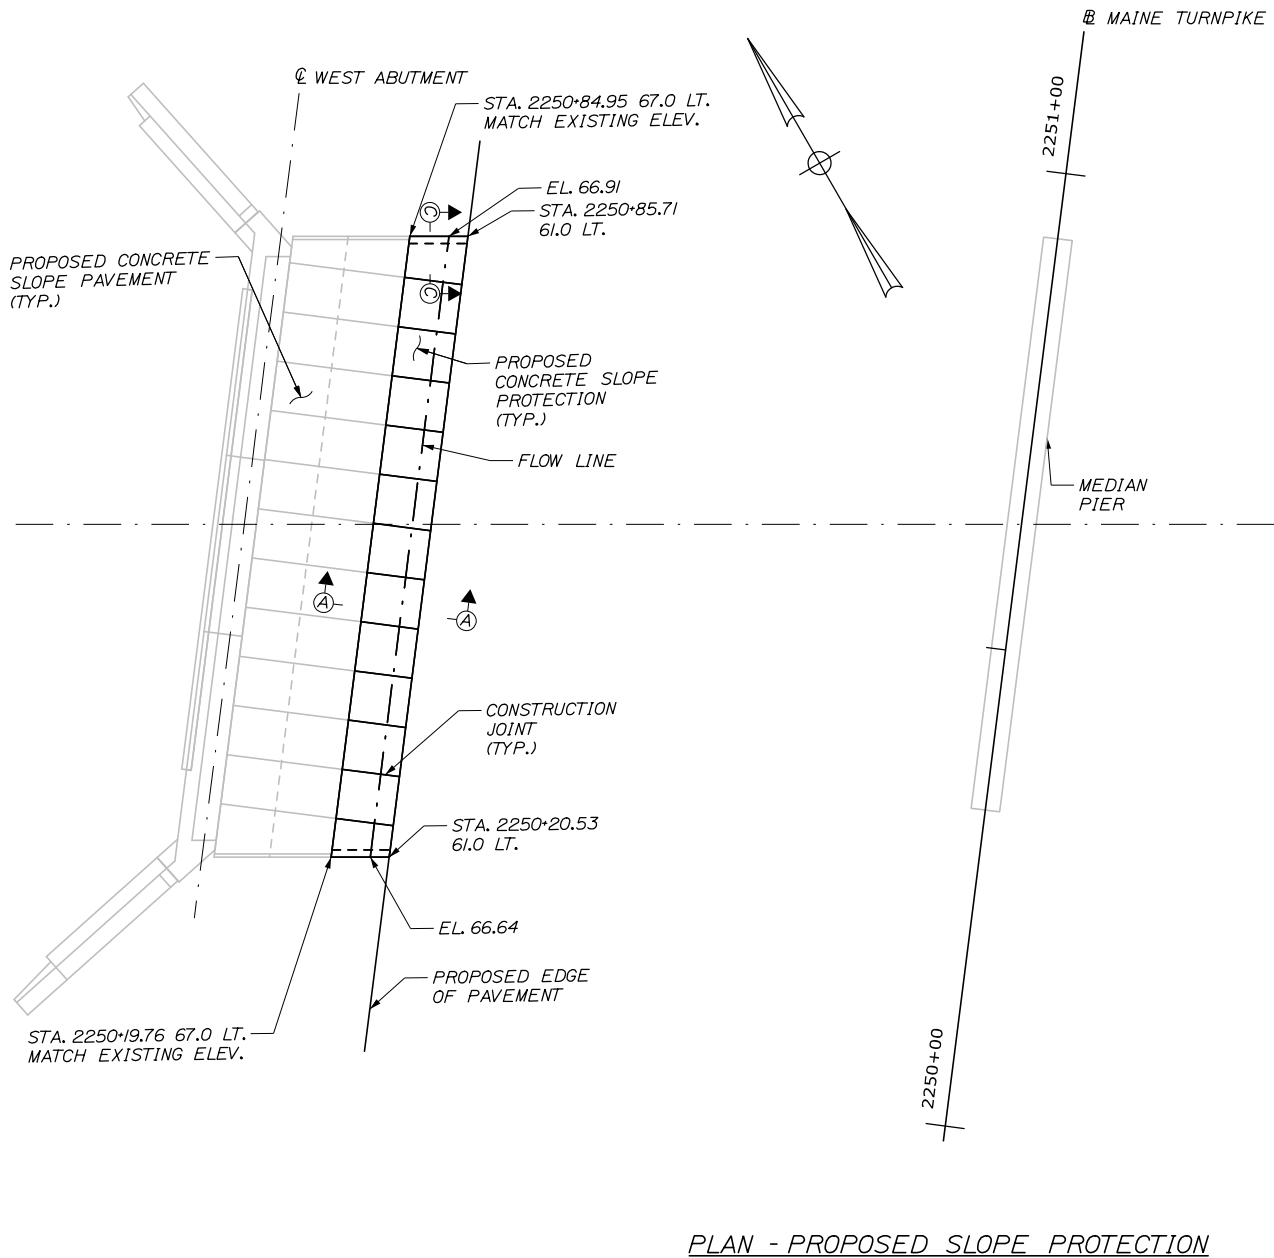 ℄ MAINE TURNPIKE
℄ WEST ABUTMENT
2251+00
STA. 2250+84.95 67.0 LT.
MATCH EXISTING ELEV.
EL. 66.91
STA. 2250+85.71
61.0 LT.
C
C
PROPOSED CONCRETE
SLOPE PAVEMENT
(TYP.)
PROPOSED
CONCRETE SLOPE
PROTECTION
(TYP.)
FLOW LINE
MEDIAN
PIER
A
A
CONSTRUCTION
JOINT
(TYP.)
STA. 2250+20.53
61.0 LT.
EL. 66.64
PROPOSED EDGE
OF PAVEMENT
STA. 2250+19.76 67.0 LT.
MATCH EXISTING ELEV.
2250+00
PLAN - PROPOSED SLOPE PROTECTION